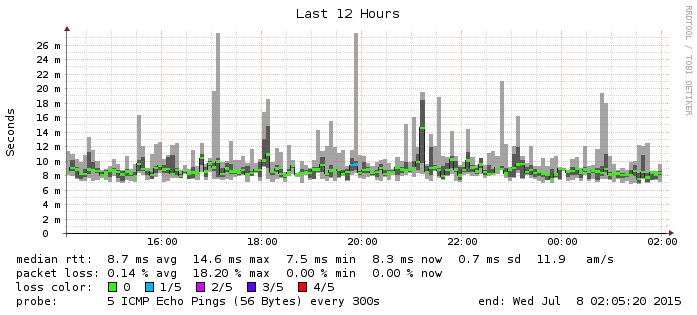 Last 12 Hours
RRDTOOL / TOBI OETIKER
Seconds
26 m
24 m
22 m
20 m
18 m
16 m
14 m
12 m
10 m
8 m
6 m
4 m
2 m
0
16:00 18:00 20:00 22:00 00:00 02:00
median rtt: 8.7 ms avg 14.6 ms max 7.5 ms min 8.3 ms now 0.7 ms sd 11.9 am/s
packet loss: 0.14 % avg 18.20 % max 0.00 % min 0.00 % now
loss color: 0 1/5 2/5 3/5 4/5
probe: 5 ICMP Echo Pings (56 Bytes) every 300s end: Wed Jul 8 02:05:20 2015